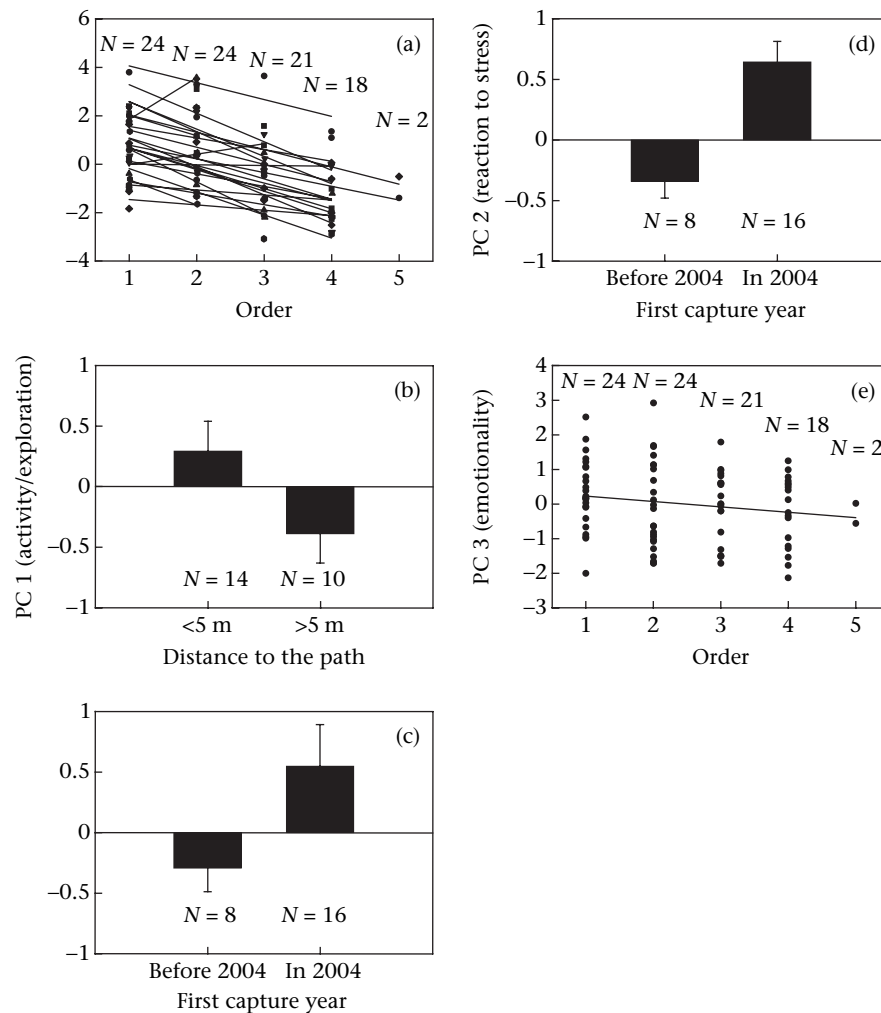 6
4
2
0
–2
–4
N = 24
N = 24
N = 21
N = 18
N = 2
(a)
1 2 3 4 5
Order
PC 1 (activity/exploration)
1
0.5
0
–0.5
–1
(b)
N = 14 N = 10
<5 m >5 m
Distance to the path
1
0.5
0
–0.5
–1
(c)
N = 8 N = 16
Before 2004 In 2004
First capture year
PC 2 (reaction to stress)
1
0.5
0
–0.5
–1
(d)
N = 8 N = 16
Before 2004 In 2004
First capture year
PC 3 (emotionality)
4
3
2
1
0
–1
–2
–3
N = 24 N = 24
N = 21
N = 18
N = 2
(e)
1 2 3 4 5
Order